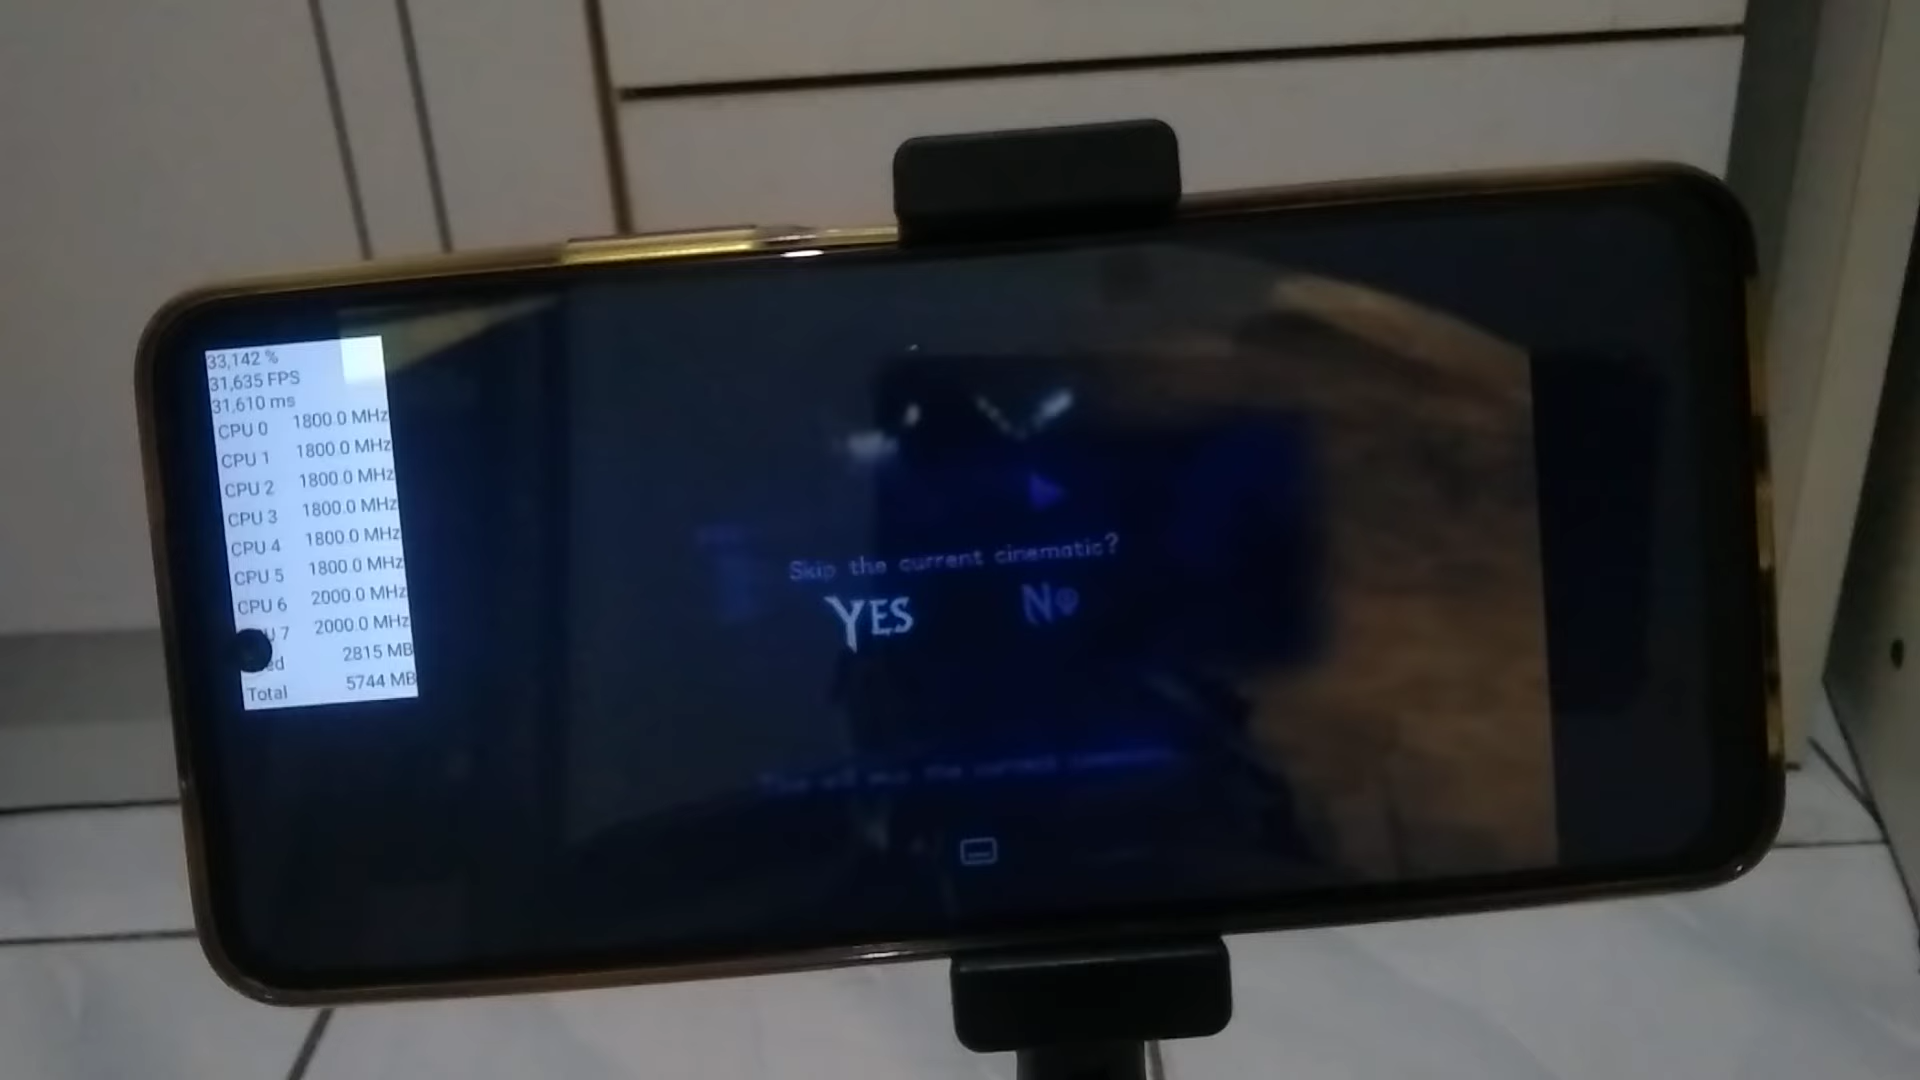 33,142 %
31,635 FPS
31,610 ms
CPU 0 1800.0 MHz
CPU 1 1800.0 MHz
CPU 2 1800.0 MHz
CPU 3 1800.0 MHz
CPU 4 1800.0 MHz
CPU 5 1800.0 MHz
CPU 6 2000.0 MHz
7 2000.0 MHz
2815 MB
Total 5744 MB
Skip the current cinematic?
YES NO